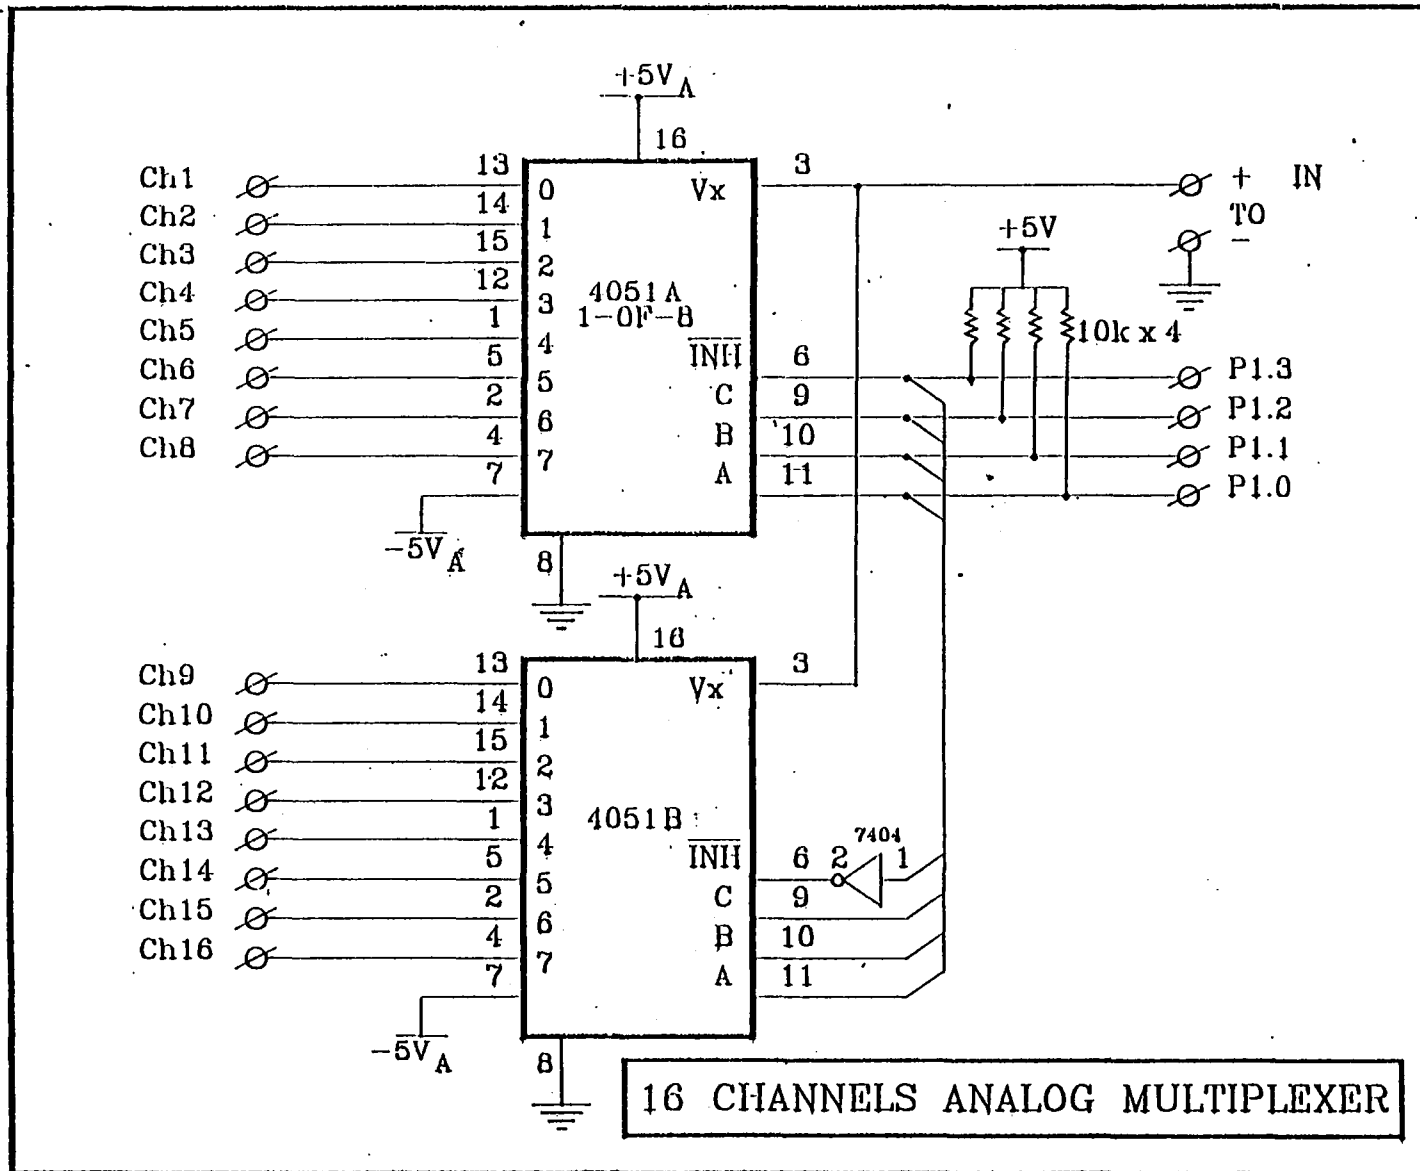 +5V A
16
Ch1 13 0 Vx 3 + IN
Ch2 14 1 TO
Ch3 15 2 +5V -
Ch4 12 3 4051A
Ch5 1 4 1-OF-8 10k x 4
Ch6 5 5 INH 6 P1.3
Ch7 2 6 C 9 P1.2
Ch8 4 7 B 10 P1.1
7 A 11 P1.0
-5V A
8
+5V A
16
Ch9 13 0 Vx 3
Ch10 14 1
Ch11 15 2
Ch12 12 3
Ch13 1 4 4051B 7404
Ch14 5 5 INH 6 2 1
Ch15 2 6 C 9
Ch16 4 7 B 10
7 A 11
-5V A
8
16 CHANNELS ANALOG MULTIPLEXER